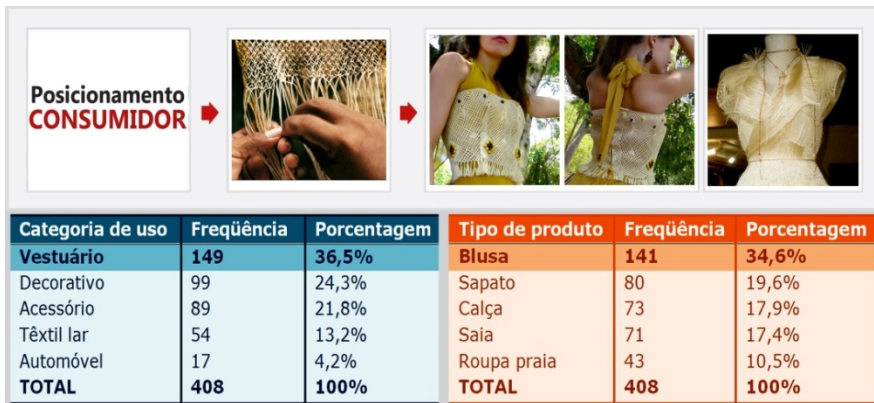 Posicionamento
CONSUMIDOR
Categoria de uso Freqüência Porcentagem
Vestuário 149 36,5%
Decorativo 99 24,3%
Acessório 89 21,8%
Têxtil lar 54 13,2%
Automóvel 17 4,2%
TOTAL 408 100%
Tipo de produto Freqüência Porcentagem
Blusa 141 34,6%
Sapato 80 19,6%
Calça 73 17,9%
Saia 71 17,4%
Roupa praia 43 10,5%
TOTAL 408 100%